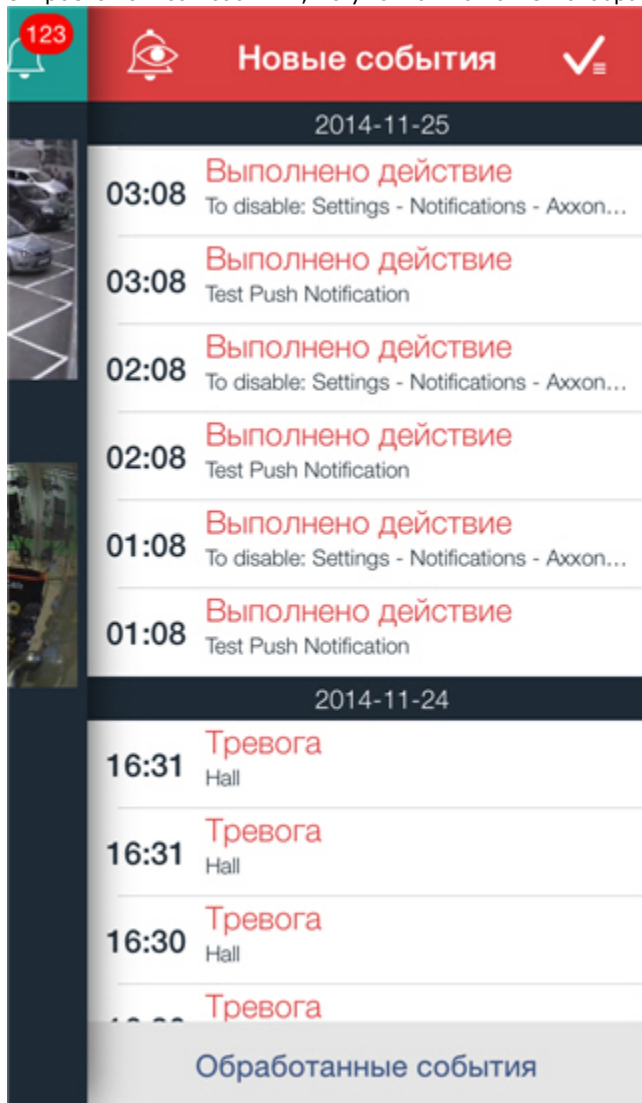 123
Новые события
2014-11-25
03:08
Выполнено действие
To disable: Settings - Notifications - Axxon...
03:08
Выполнено действие
Test Push Notification
02:08
Выполнено действие
To disable: Settings - Notifications - Axxon...
02:08
Выполнено действие
Test Push Notification
01:08
Выполнено действие
To disable: Settings - Notifications - Axxon...
01:08
Выполнено действие
Test Push Notification
2014-11-24
16:31
Тревога
Hall
16:31
Тревога
Hall
16:30
Тревога
Hall
Тревога
Обработанные события